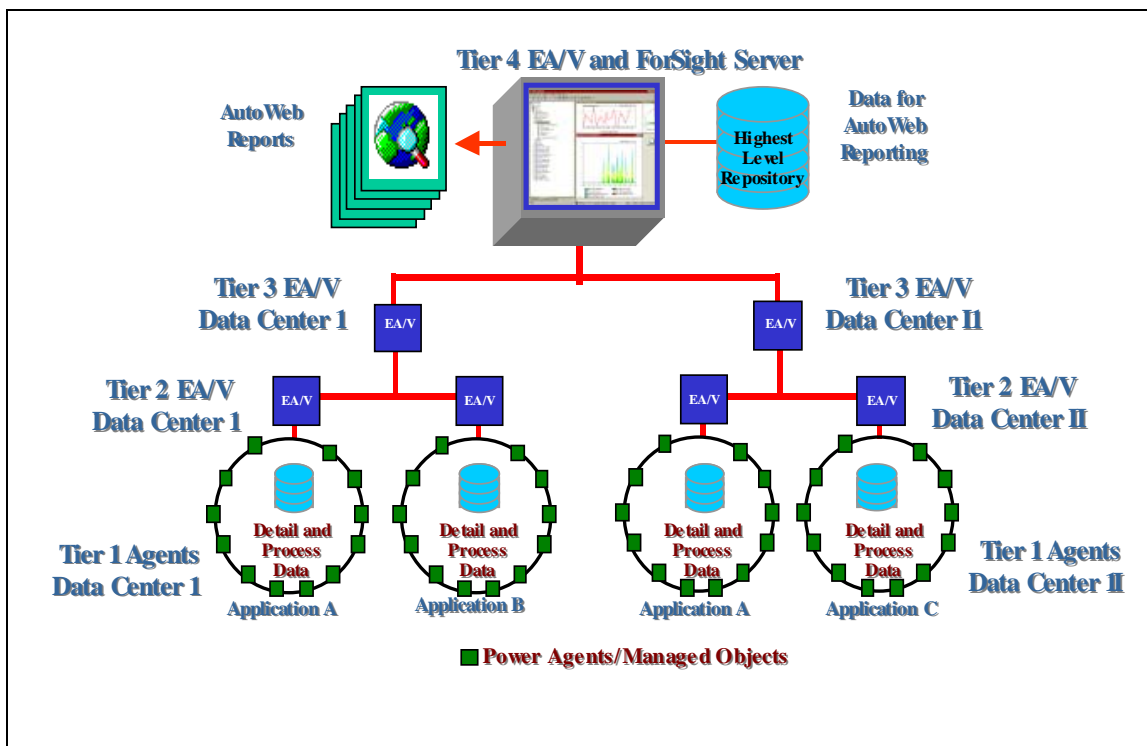 Tier 4 EA/V and ForSight Server
AutoWeb
Reports
Highest
Level
Repository
Data for
AutoWeb
Reporting
Tier 3 EA/V
Data Center 1
EA/V
EA/V
Tier 3 EA/V
Data Center I1
Tier 2 EA/V
Data Center 1
EA/V
EA/V
EA/V
EA/V
Tier 2 EA/V
Data Center II
Tier 1 Agents
Data Center 1
Detail and
Process
Data
Application A
Detail and
Process
Data
Application B
Detail and
Process
Data
Application A
Detail and
Process
Data
Application C
Tier 1 Agents
Data Center 1I
Power Agents/Managed Objects